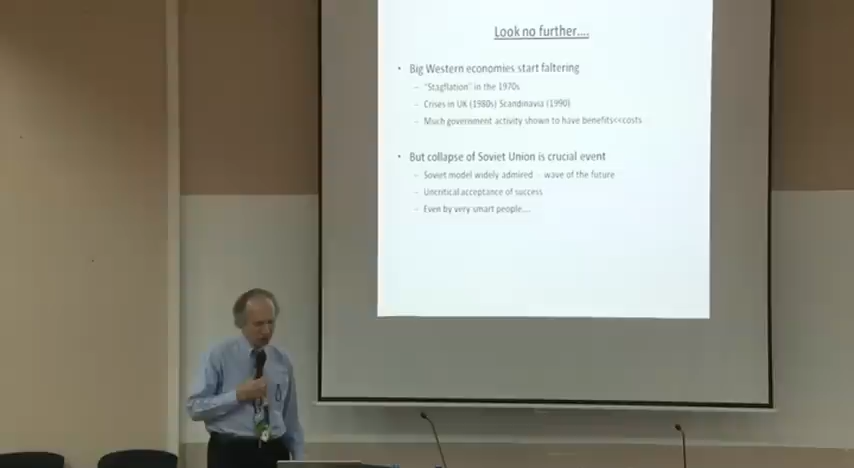 Look no further....
• Big Western economies start faltering
– "Stagflation" in the 1970s
– Crises in UK (1980s) Scandinavia (1990)
– Much government activity shown to have benefits<<costs
• But collapse of Soviet Union is crucial event
– Soviet model widely admired – wave of the future
– Uncritical acceptance of success
– Even by very smart people....